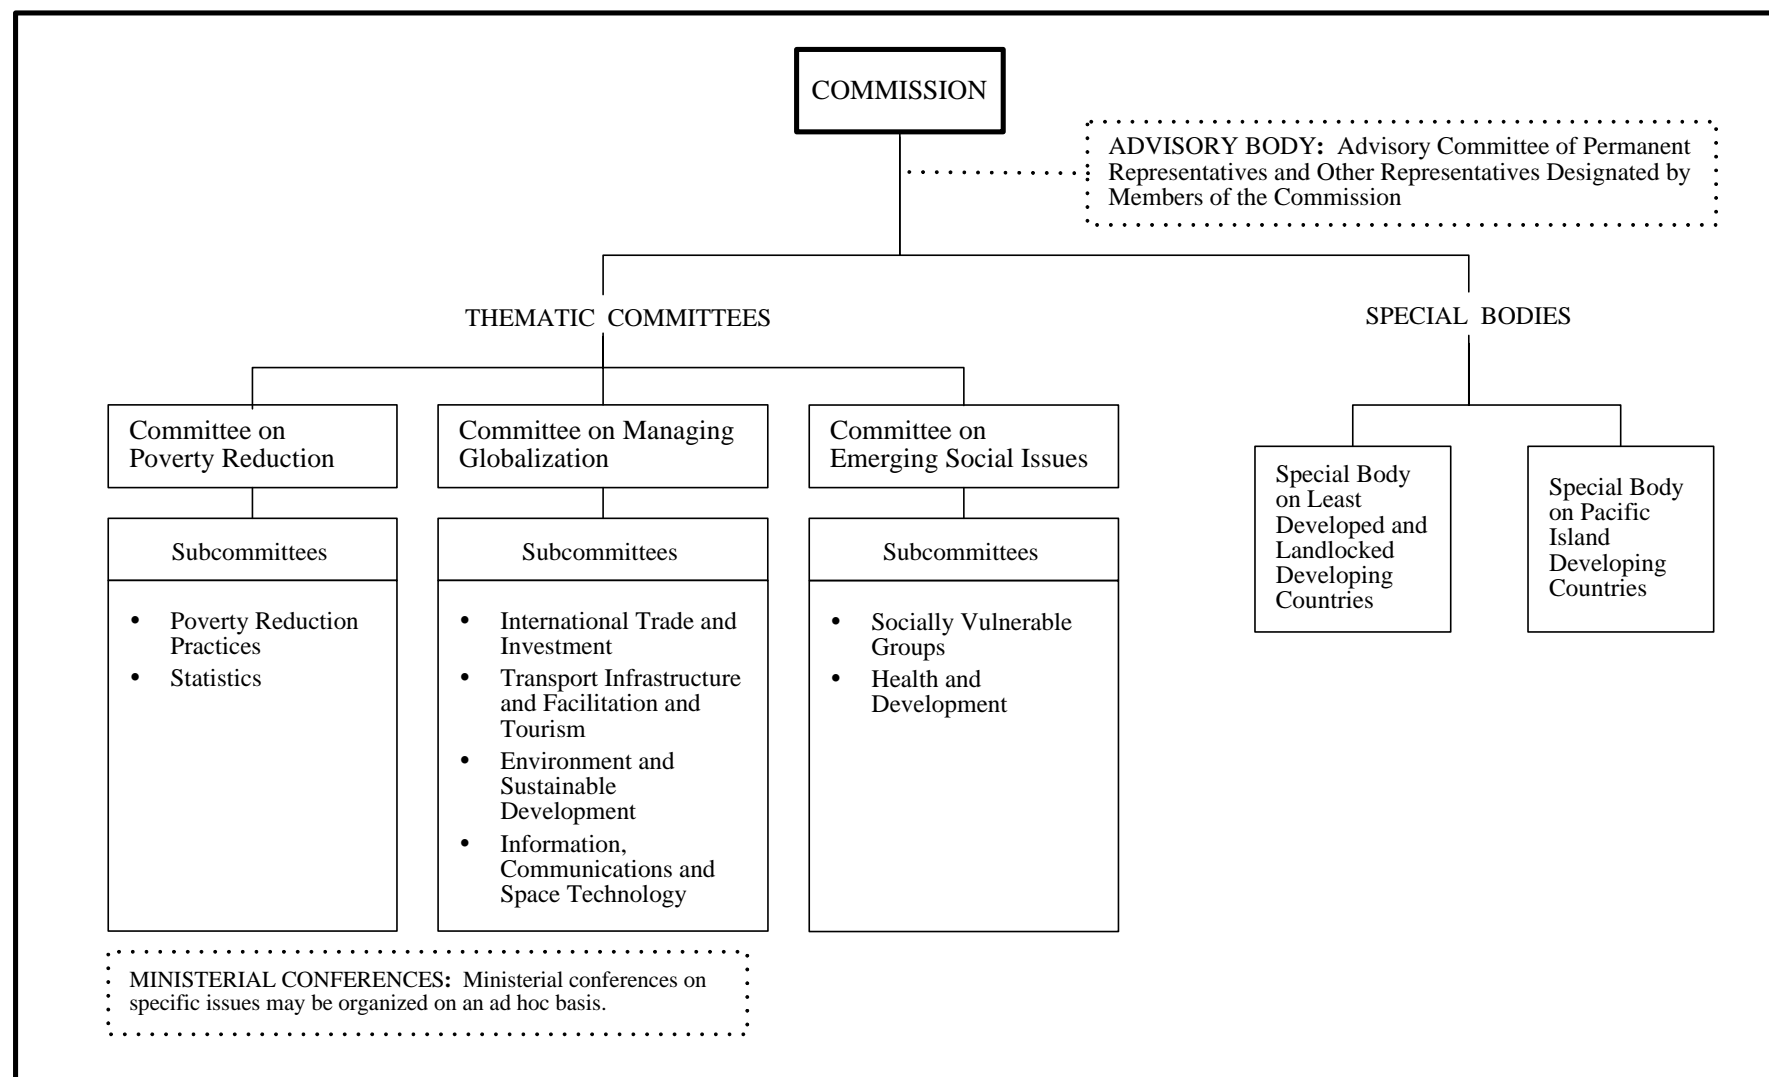 COMMISSION
ADVISORY BODY: Advisory Committee of Permanent
Representatives and Other Representatives Designated by
Members of the Commission
THEMATIC COMMITTEES
SPECIAL BODIES
Committee on
Poverty Reduction
Committee on Managing
Globalization
Committee on
Emerging Social Issues
Special Body
on Least
Developed and
Landlocked
Developing
Countries
Special Body
on Pacific
Island
Developing
Countries
Subcommittees
• Poverty Reduction
Practices
• Statistics
Subcommittees
• International Trade and
Investment
• Transport Infrastructure
and Facilitation and
Tourism
• Environment and
Sustainable
Development
• Information,
Communications and
Space Technology
Subcommittees
• Socially Vulnerable
Groups
• Health and
Development
MINISTERIAL CONFERENCES: Ministerial conferences on
specific issues may be organized on an ad hoc basis.